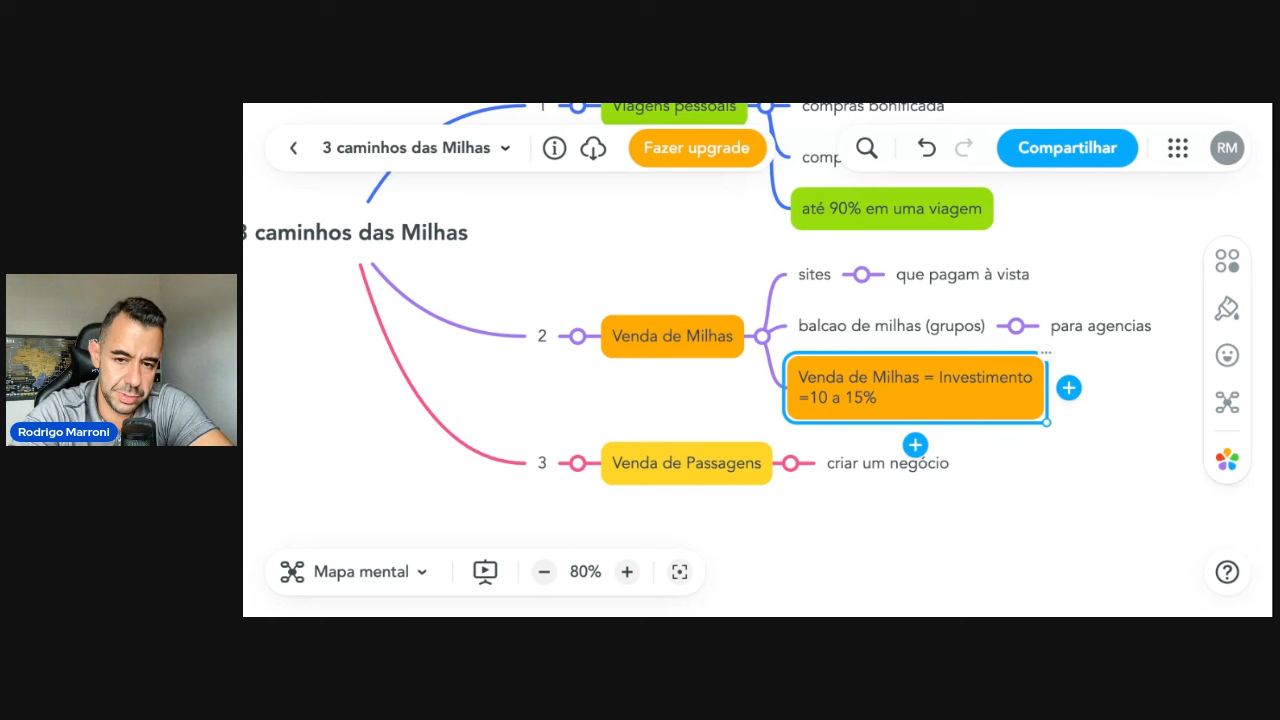 1
Viagens pessoais
compras bonificada
3 caminhos das Milhas
Fazer upgrade
comp
Compartilhar
RM
até 90% em uma viagem
3 caminhos das Milhas
sites
que pagam à vista
2
Venda de Milhas
balcao de milhas (grupos)
para agencias
Venda de Milhas = Investimento
=10 a 15%
Rodrigo Marroni
3
Venda de Passagens
criar um negócio
Mapa mental
80%